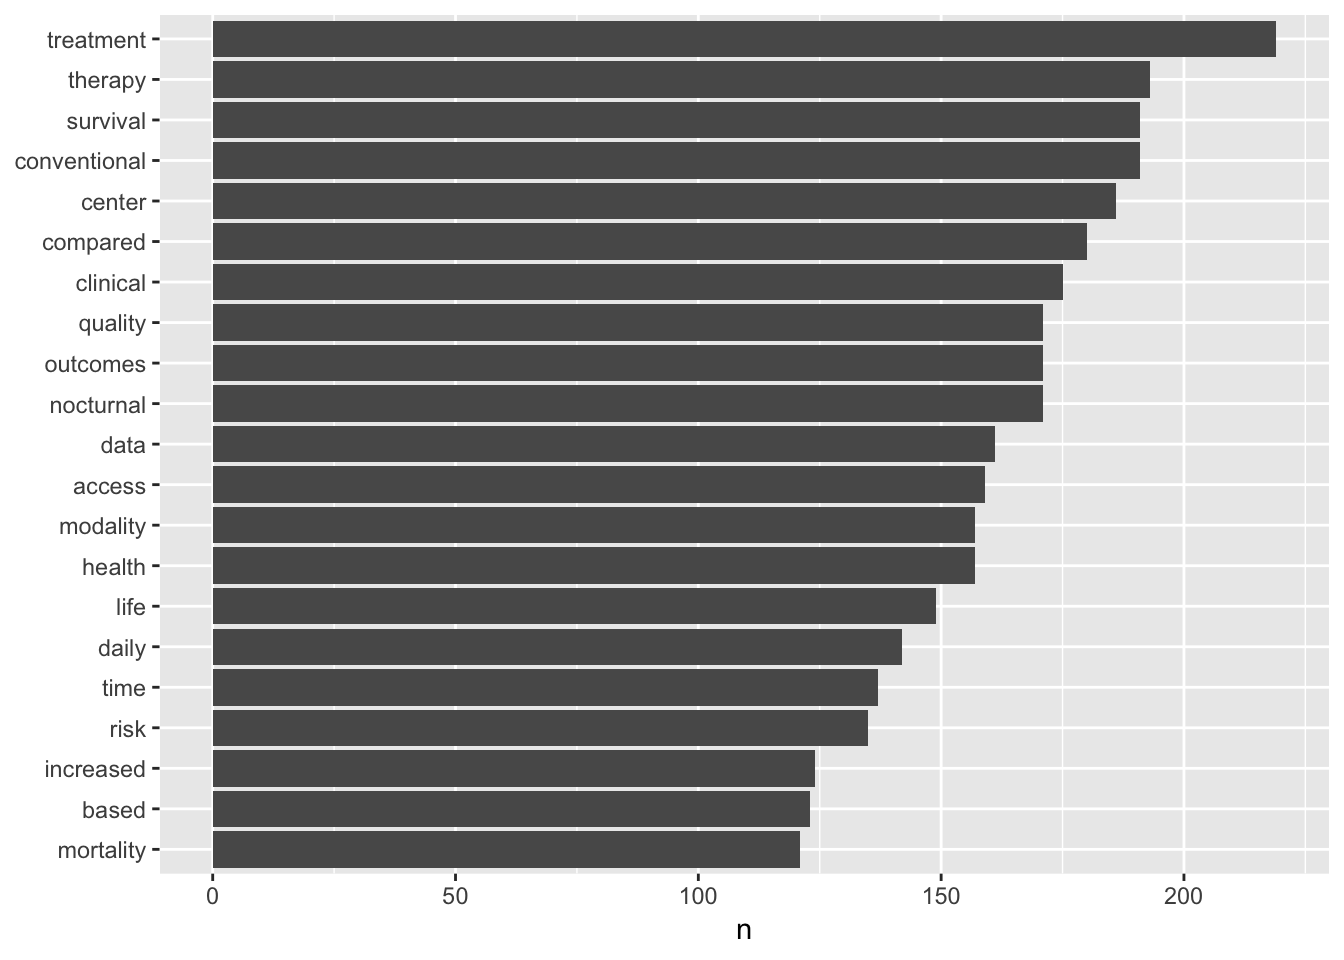 treatment
therapy
survival
conventional
center
compared
clinical
quality
outcomes
nocturnal
data
access
modality
health
life
daily
time
risk
increased
based
mortality
0 50 100 150 200
n